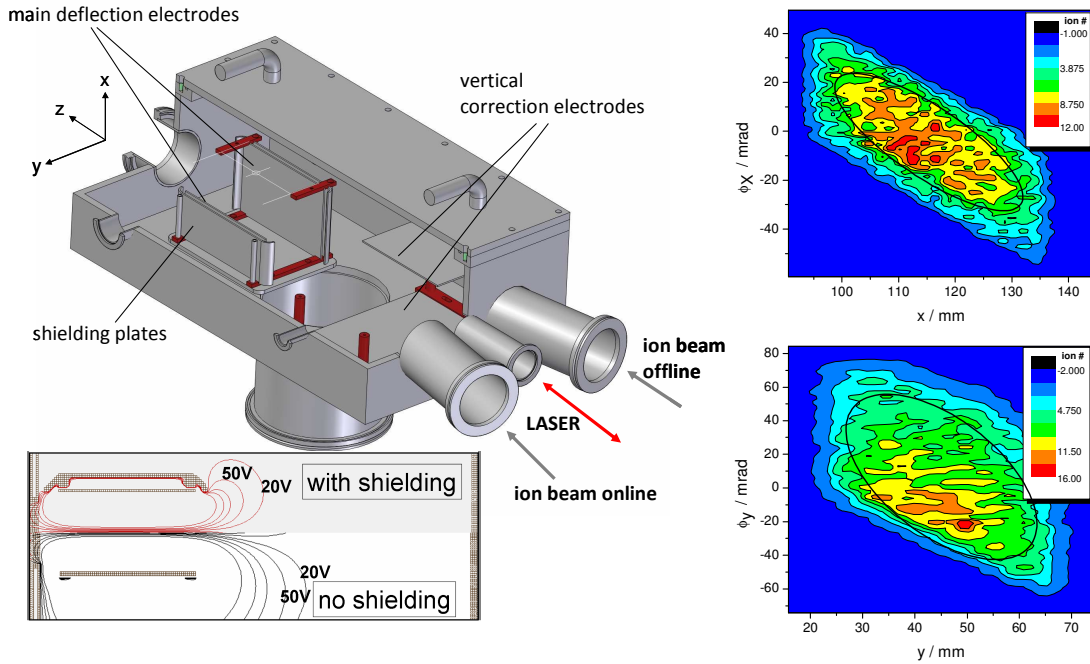 main deflection electrodes
vertical
correction electrodes
x
z
y
shielding plates
ion beam
offline
LASER
ion beam online
50V
20V
with shielding
20V
50V
no shielding
40
20
0
-20
-40
ϕX / mrad
100
110
120
130
140
x / mm
ion #
-1.000
3.875
8.750
12.00
80
60
40
20
0
-20
-40
-60
ϕy / mrad
20
30
40
50
60
70
y / mm
ion #
-2.000
4.750
11.50
16.00